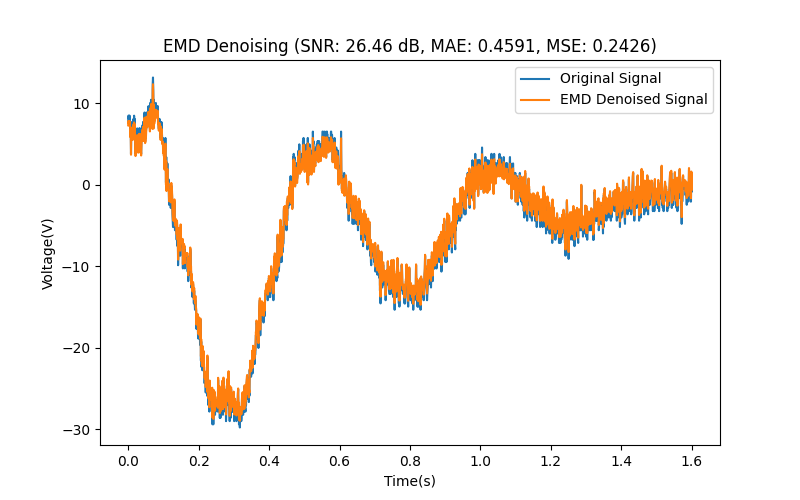 EMD Denoising (SNR: 26.46 dB, MAE: 0.4591, MSE: 0.2426)
Original Signal
EMD Denoised Signal
10
0
−10
−20
−30
Voltage(V)
0.0 0.2 0.4 0.6 0.8 1.0 1.2 1.4 1.6
Time(s)